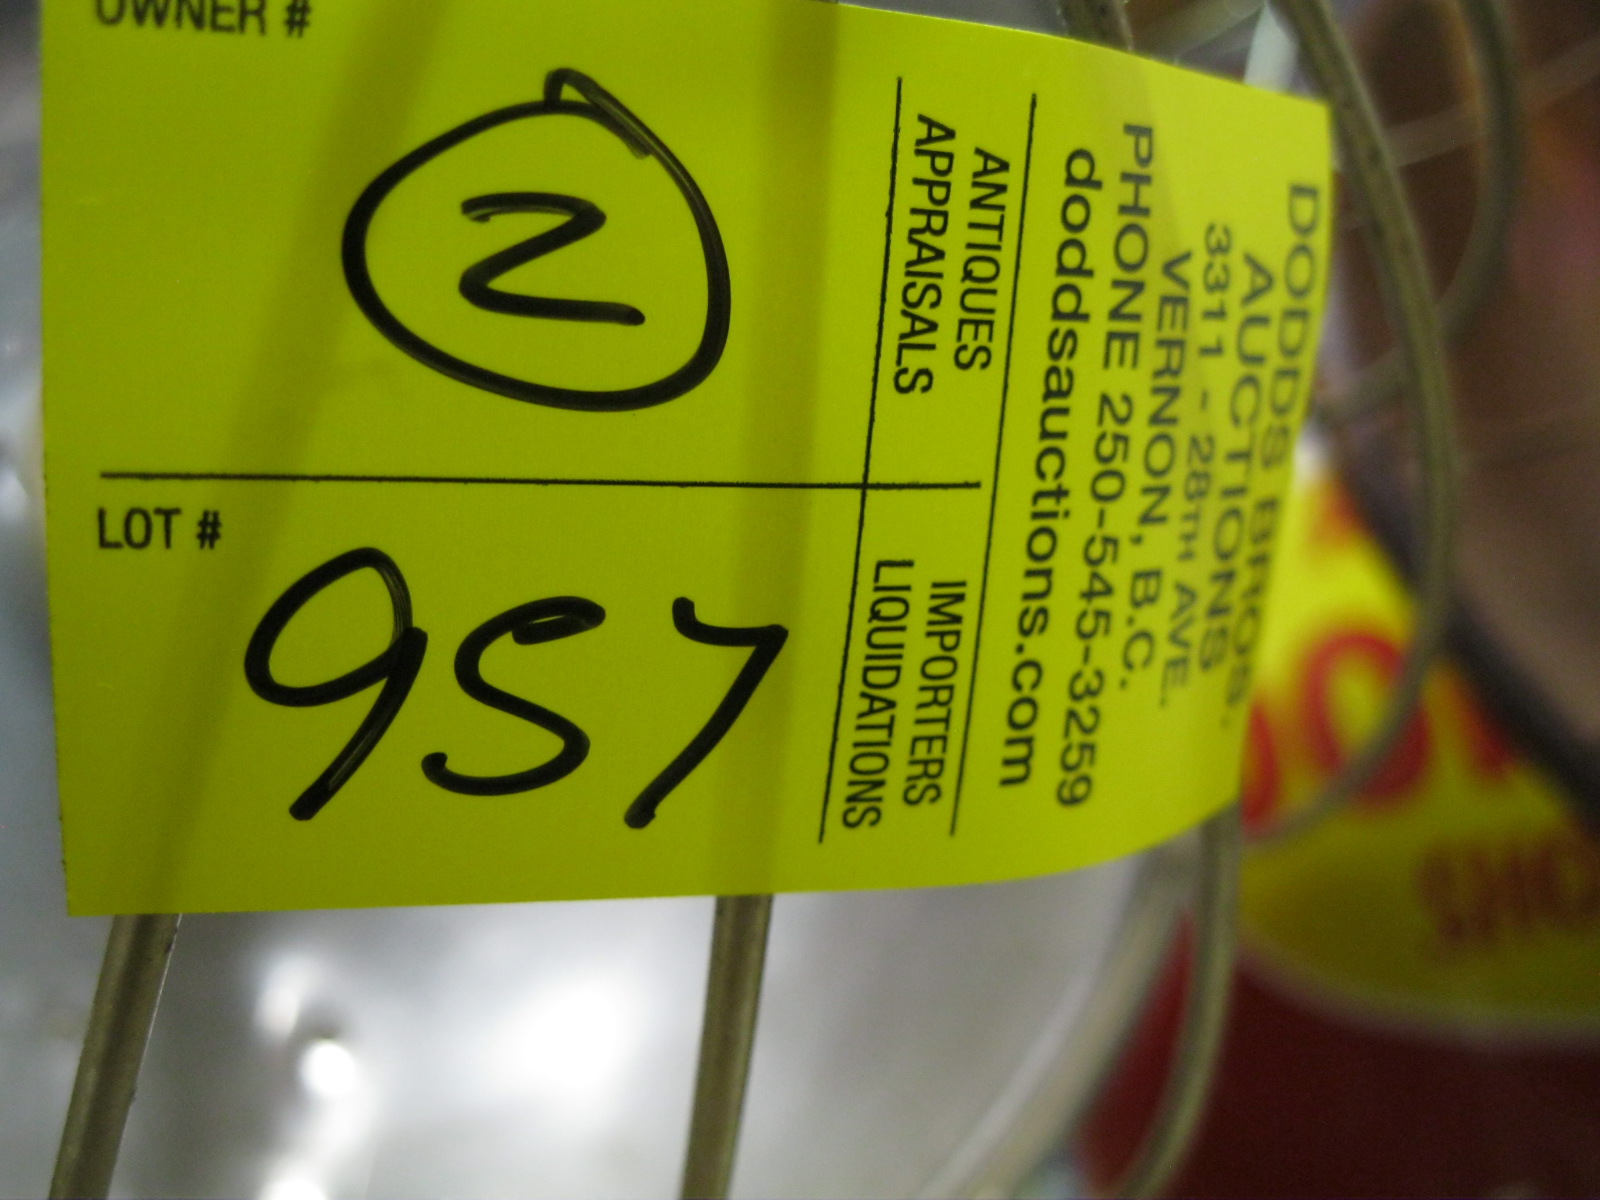 DODDS BROS.
AUCTIONS
3311 - 28TH AVE.
VERNON, B.C.
PHONE 250-545-3259
doddsauctions.com
ANTIQUES
APPRAISALS
IMPORTERS
LIQUIDATIONS
OWNER #
2
LOT #
957